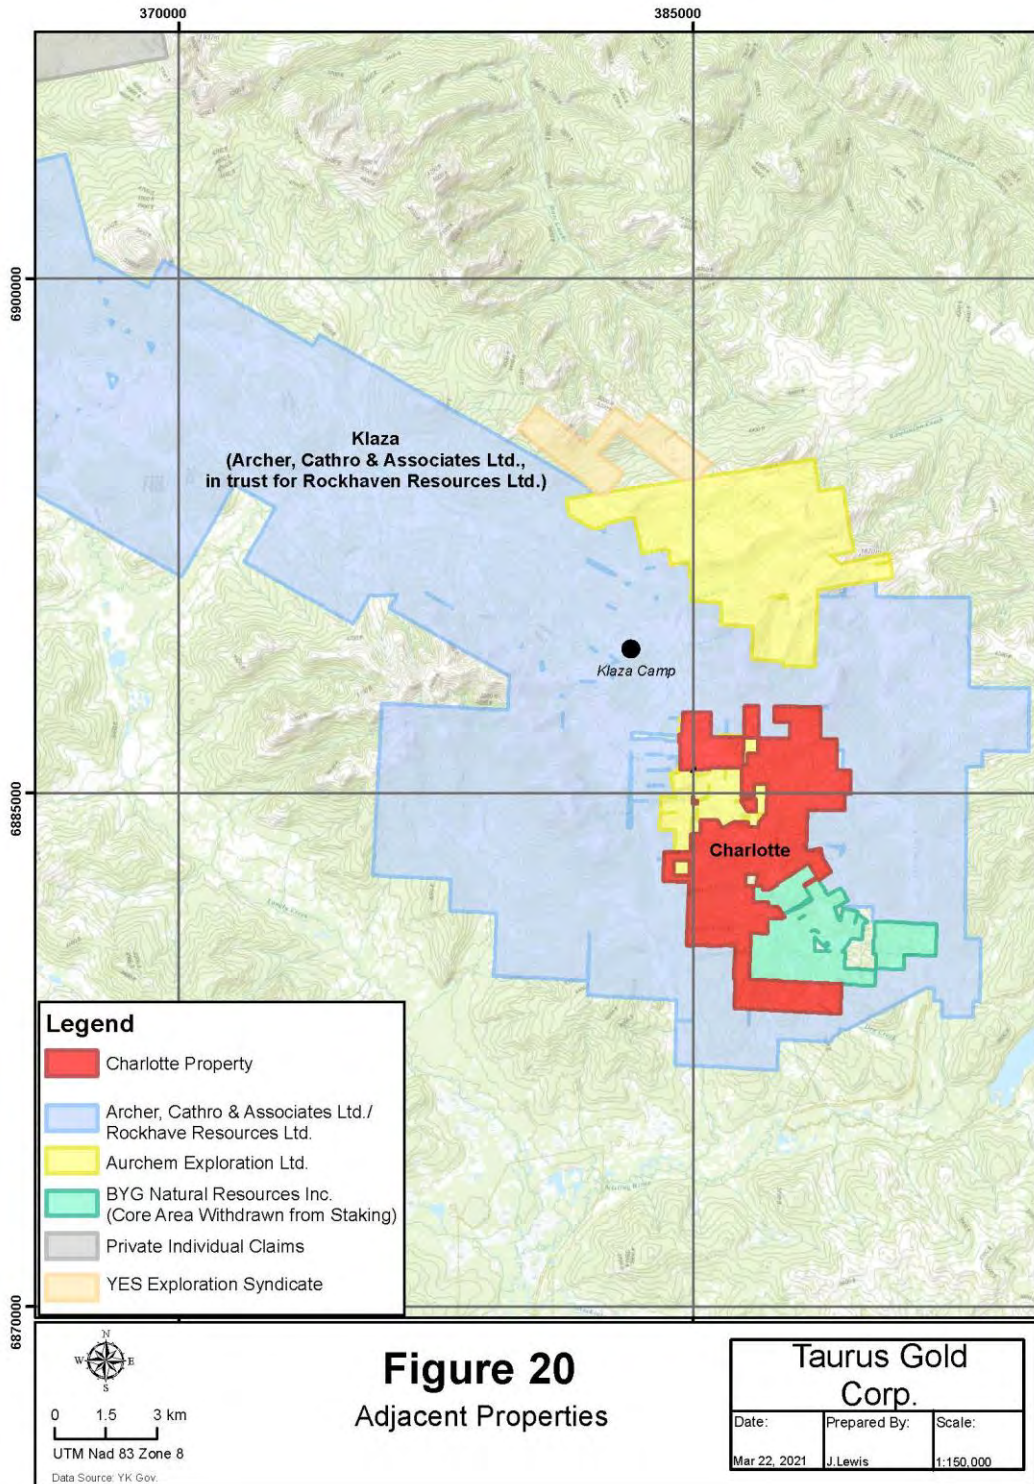 370000
385000
6900000
Klaza
(Archer, Cathro & Associates Ltd.,
in trust for Rockhaven Resources Ltd.)
Klaza Camp
6885000
Charlotte
Legend
Charlotte Property
Archer, Cathro & Associates Ltd./
Rockhave Resources Ltd.
Aurchem Exploration Ltd.
BYG Natural Resources Inc.
(Core Area Withdrawn from Staking)
Private Individual Claims
YES Exploration Syndicate
6870000
N
W
E
S
0 1.5 3 km
UTM Nad 83 Zone 8
Data Source: YK Gov.
Figure 20
Adjacent Properties
Taurus Gold
Corp.
Date: Prepared By: Scale:
Mar 22, 2021 J.Lewis 1:150,000